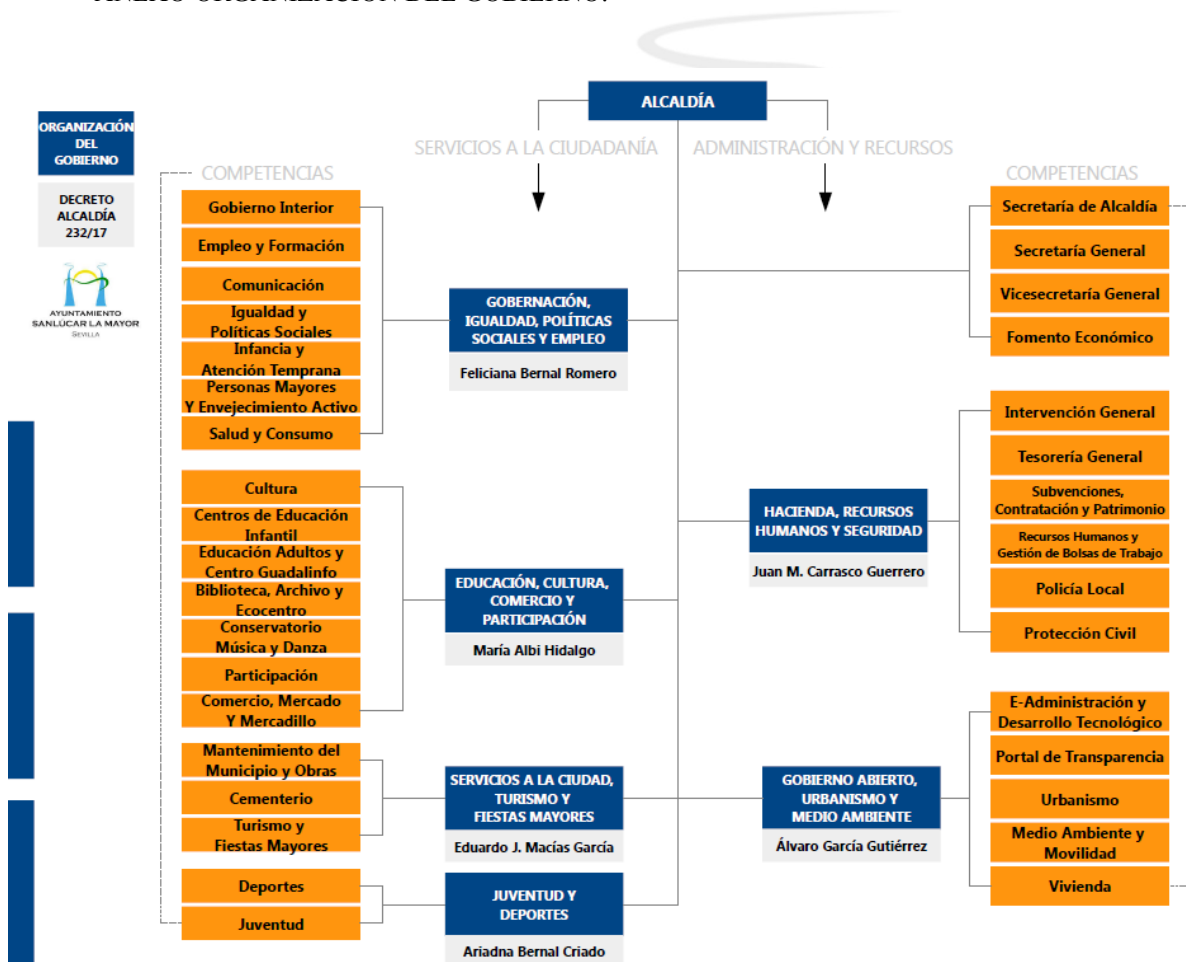 ANEXO ORGANIZACIÓN DEL GOBIERNO:
ALCALDÍA
ORGANIZACIÓN
DEL
GOBIERNO
DECRETO
ALCALDÍA
232/17
AYUNTAMIENTO
SANLÚCAR LA MAYOR
SEVILLA
SERVICIOS A LA CIUDADANÍA
ADMINISTRACIÓN Y RECURSOS
COMPETENCIAS
Gobierno Interior
Empleo y Formación
Comunicación
Igualdad y
Políticas Sociales
Infancia y
Atención Temprana
Personas Mayores
Y Envejecimiento Activo
Salud y Consumo
GOBERNACIÓN,
IGUALDAD, POLÍTICAS
SOCIALES Y EMPLEO
Feliciana Bernal Romero
Cultura
Centros de Educación
Infantil
Educación Adultos y
Centro Guadalinfo
Biblioteca, Archivo y
Ecocentro
Conservatorio
Música y Danza
Participación
Comercio, Mercado
Y Mercadillo
EDUCACIÓN, CULTURA,
COMERCIO Y
PARTICIPACIÓN
María Albi Hidalgo
Mantenimiento del
Municipio y Obras
Cementerio
Turismo y
Fiestas Mayores
SERVICIOS A LA CIUDAD,
TURISMO Y
FIESTAS MAYORES
Eduardo J. Macías García
Deportes
Juventud
JUVENTUD Y
DEPORTES
Ariadna Bernal Criado
COMPETENCIAS
Secretaría de Alcaldía
Secretaría General
Vicesecretaría General
Fomento Económico
HACIENDA, RECURSOS
HUMANOS Y SEGURIDAD
Juan M. Carrasco Guerrero
Intervención General
Tesorería General
Subvenciones,
Contratación y Patrimonio
Recursos Humanos y
Gestión de Bolsas de Trabajo
Policía Local
Protección Civil
GOBIERNO ABIERTO,
URBANISMO Y
MEDIO AMBIENTE
Álvaro García Gutiérrez
E-Administración y
Desarrollo Tecnológico
Portal de Transparencia
Urbanismo
Medio Ambiente y
Movilidad
Vivienda